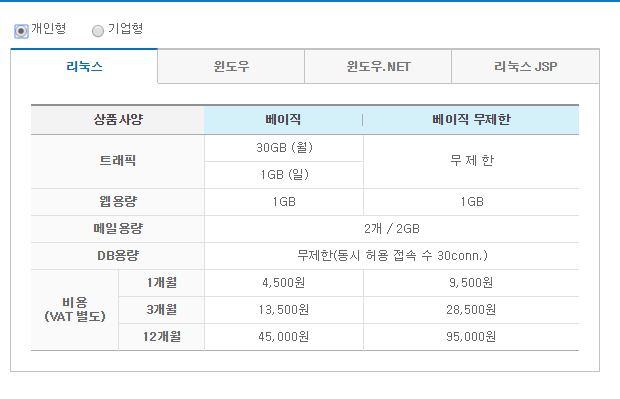 개인형 기업형
리눅스 윈도우 윈도우.NET 리눅스 JSP
상품사양 베이직 베이직 무제한
트래픽 30GB (월) 무 제 한
1GB (일)
웹용량 1GB 1GB
메일용량 2개 / 2GB
DB용량 무제한(동시 허용 접속 수 30conn.)
비용 (VAT 별도) 1개월 4,500원 9,500원
3개월 13,500원 28,500원
12개월 45,000원 95,000원